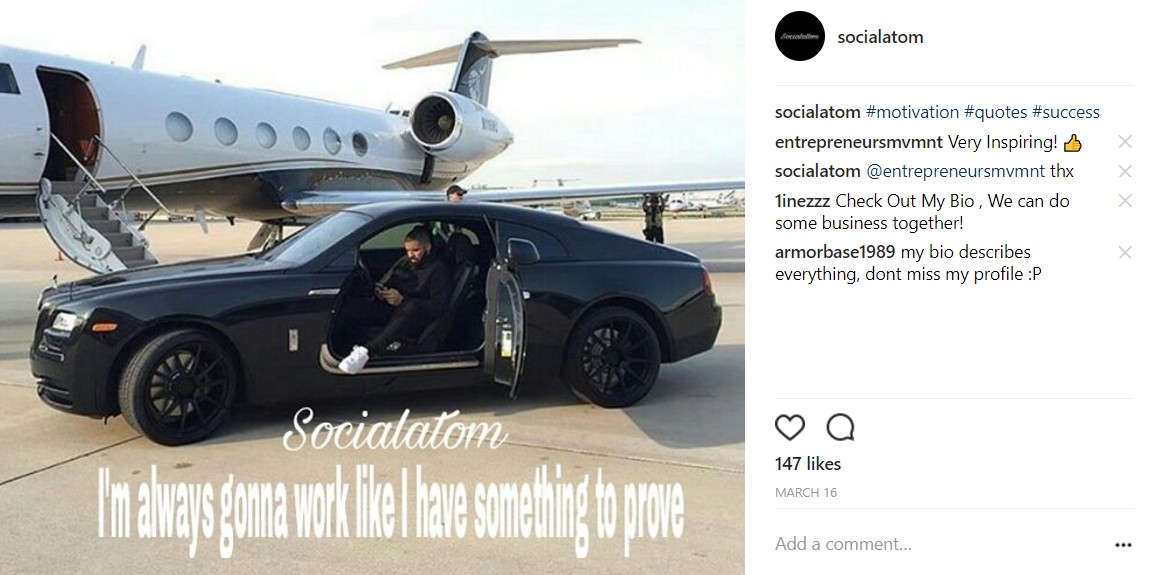 Socialatom
I'm always gonna work like I have something to prove
Socialatom
socialatom
socialatom #motivation #quotes #success
entrepreneursmvmnt Very Inspiring! 👍
socialatom @entrepreneursmvmnt thx
1inezzz Check Out My Bio , We can do
some business together!
armorbase1989 my bio describes
everything, dont miss my profile :P
147 likes
MARCH 16
Add a comment...